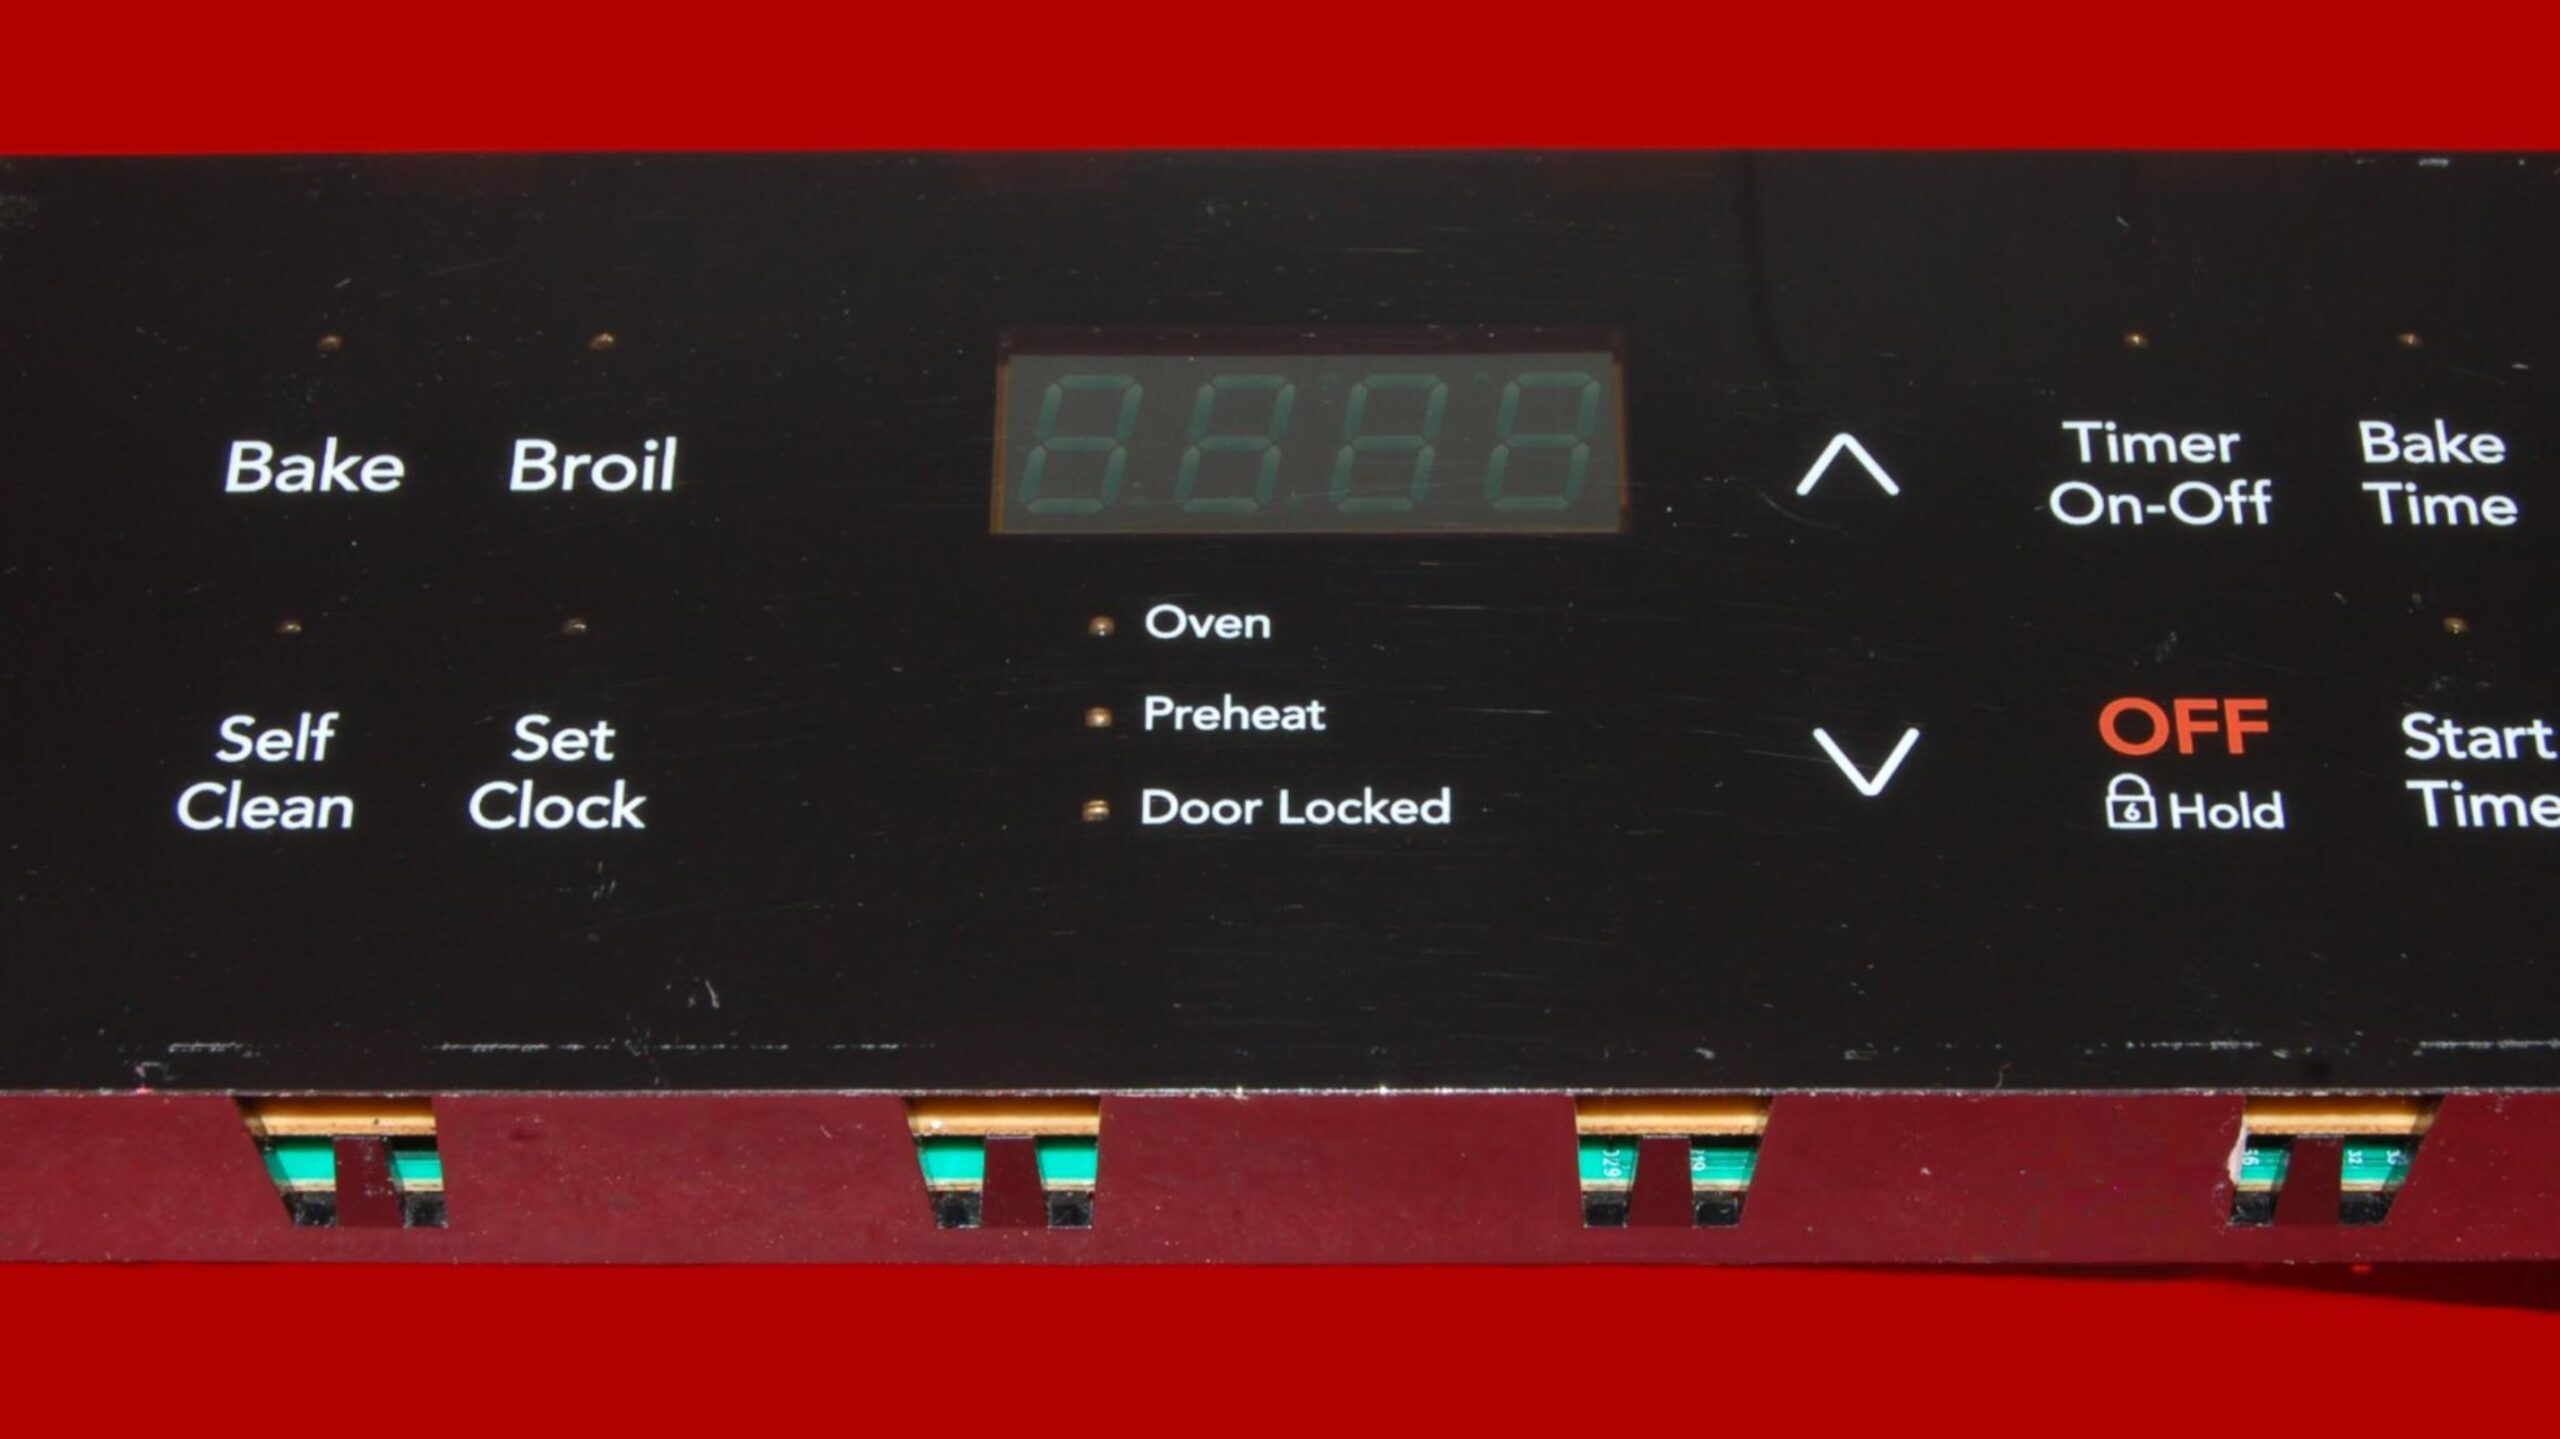 Bake
Broil
Timer
On-Off
Bake
Time
Oven
Preheat
Door Locked
Self
Clean
Set
Clock
OFF
6 Hold
Start
Time